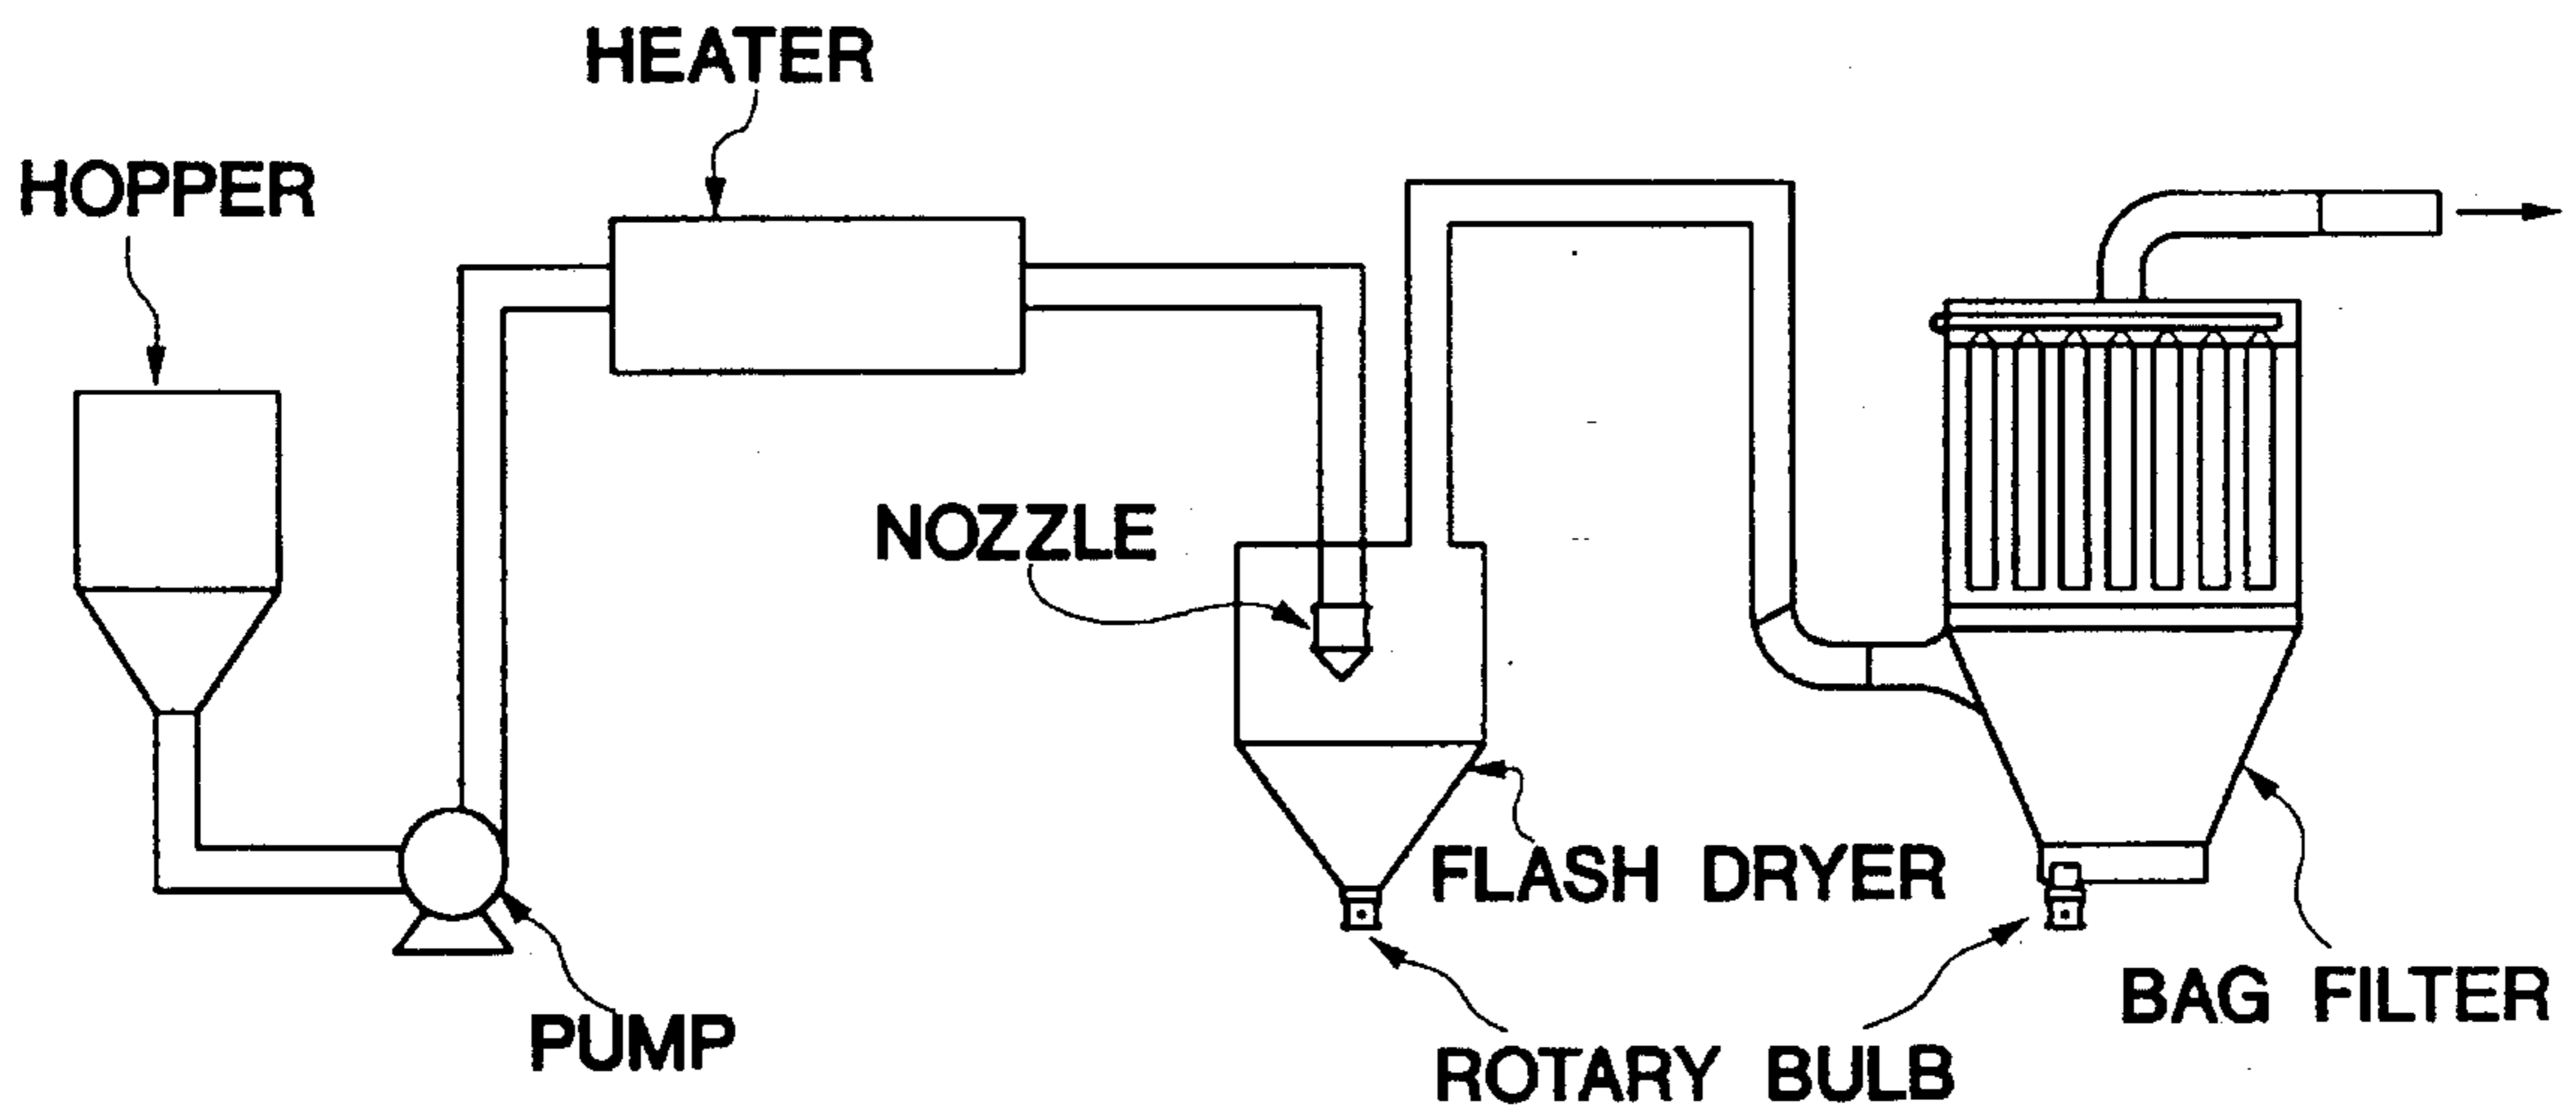 HEATER
HOPPER
NOZZLE
FLASH DRYER
BAG FILTER
PUMP
ROTARY BULB